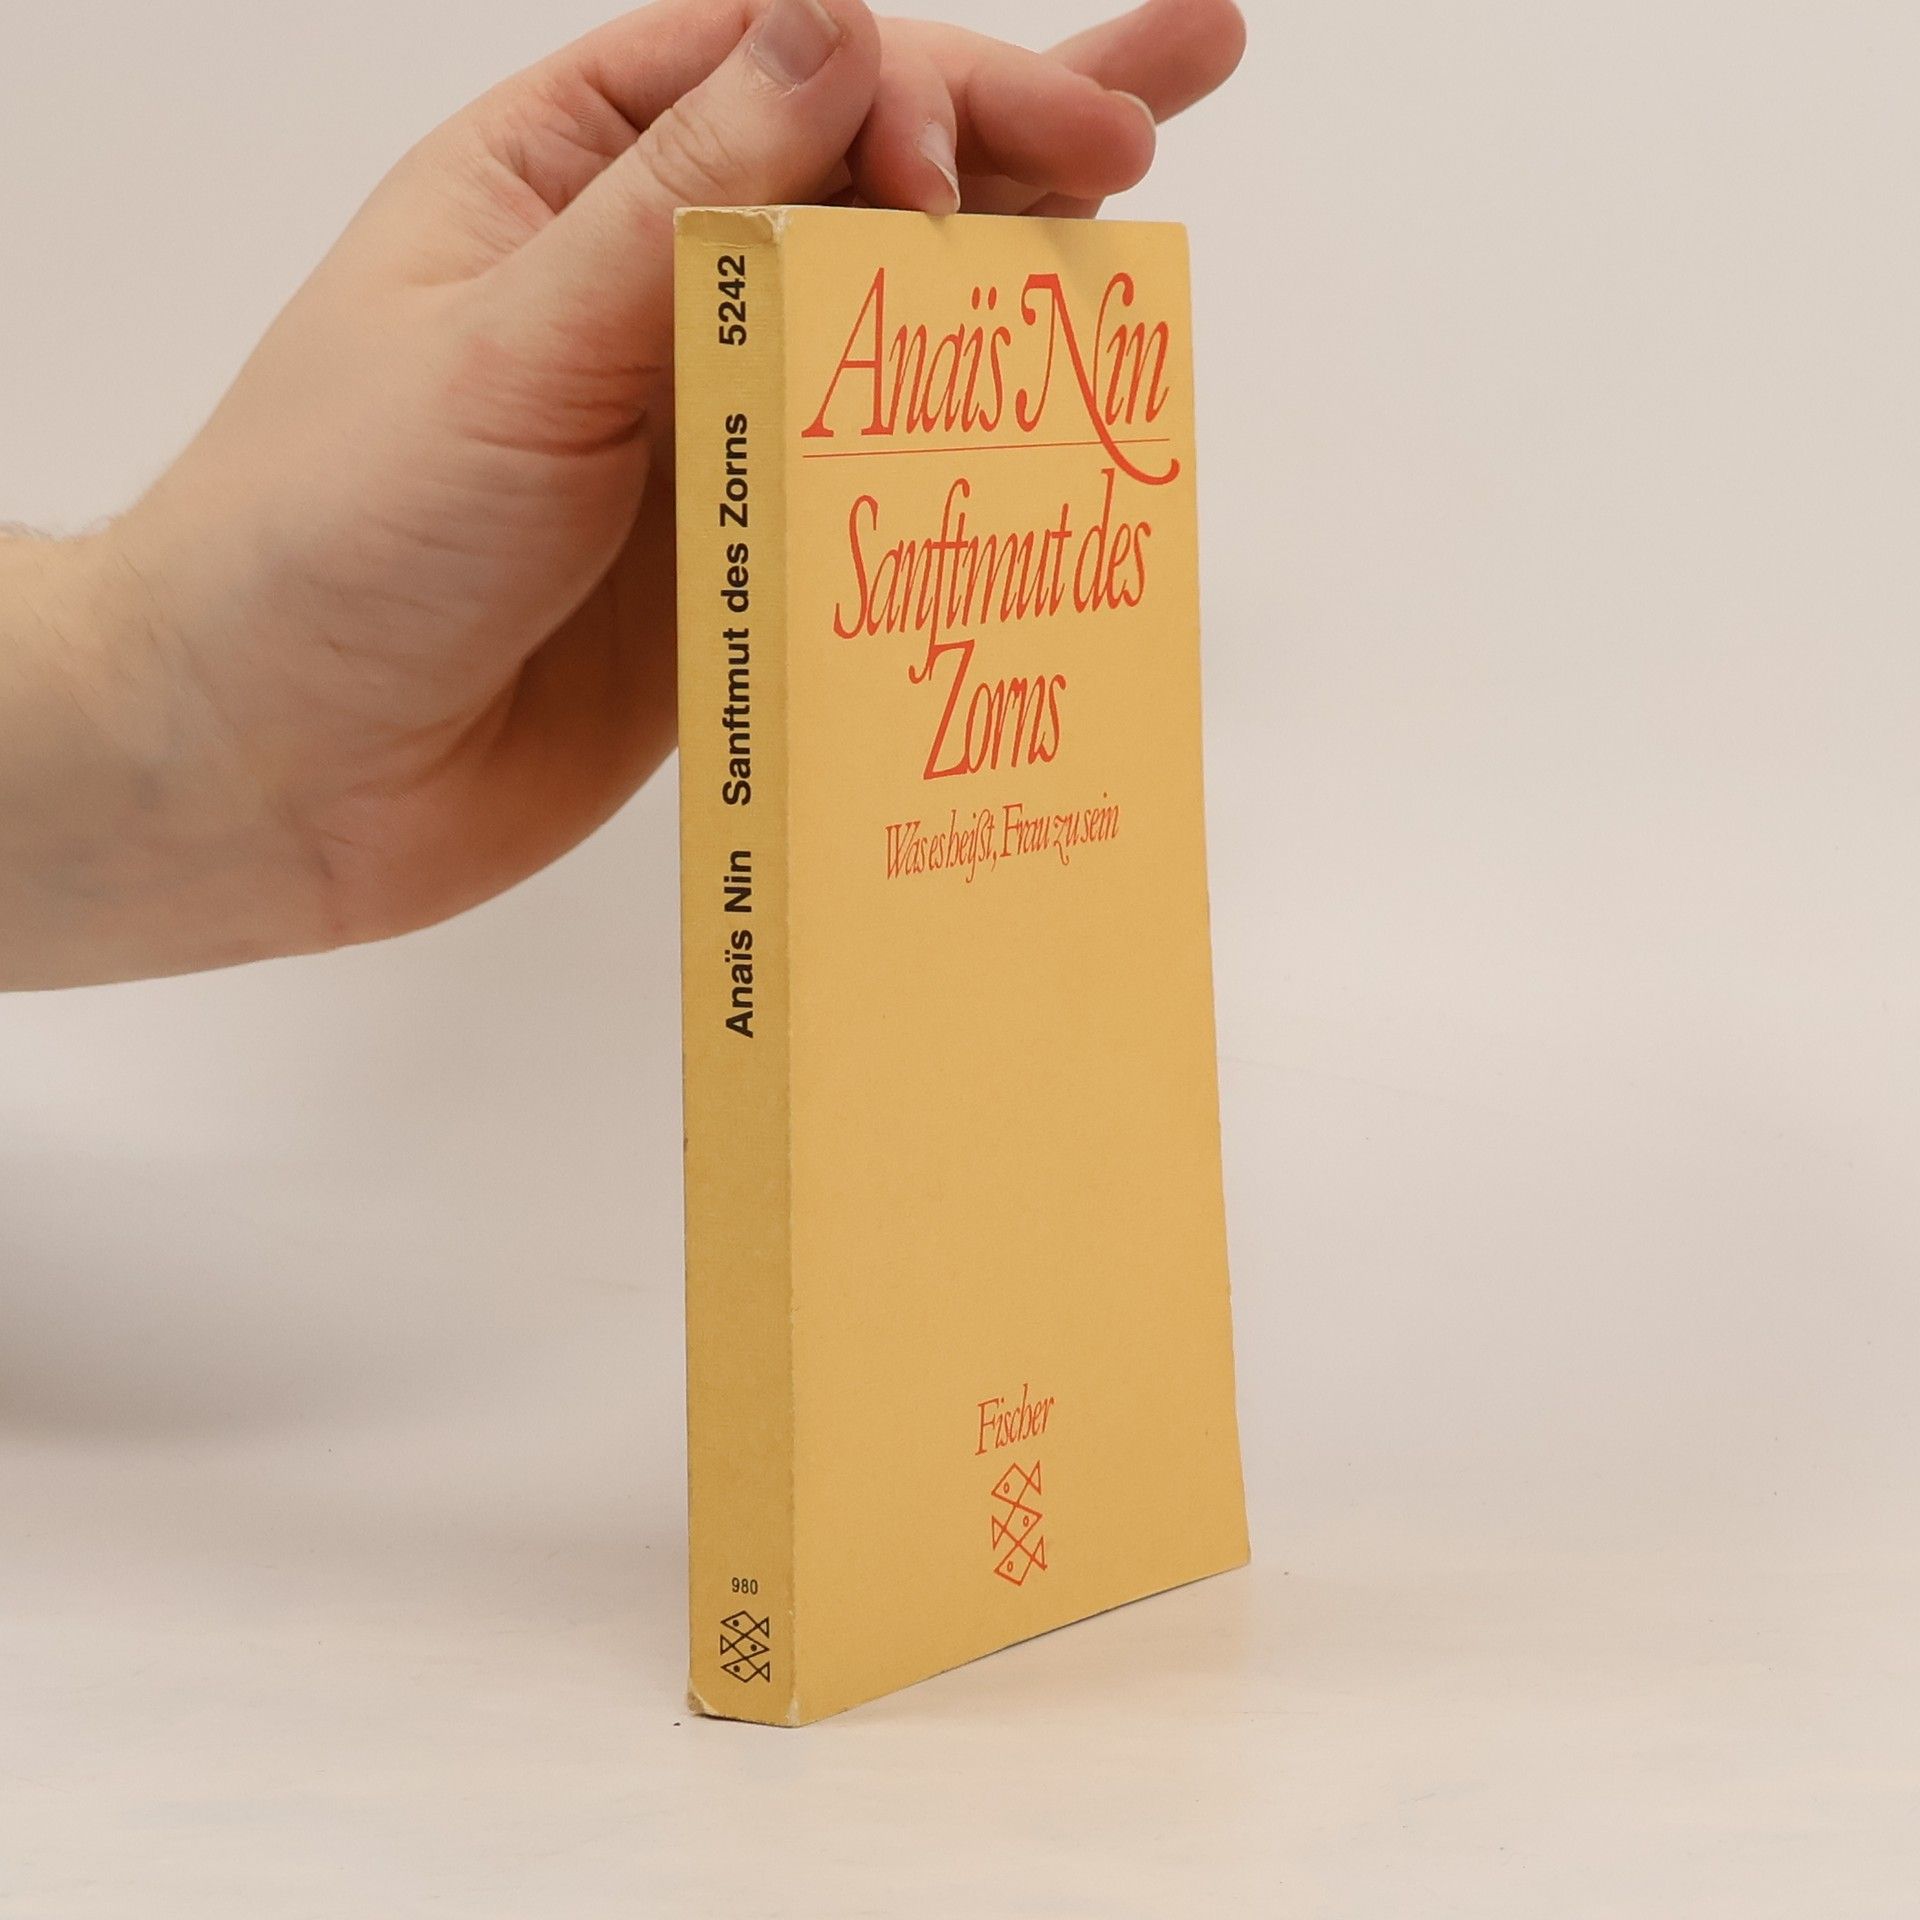 Anaïs Nin Sanftmut des Zorns 5242
980
Anaïs Nin
Sanftmut des
Zorns
Was es heißt, Frau zu sein
Fischer